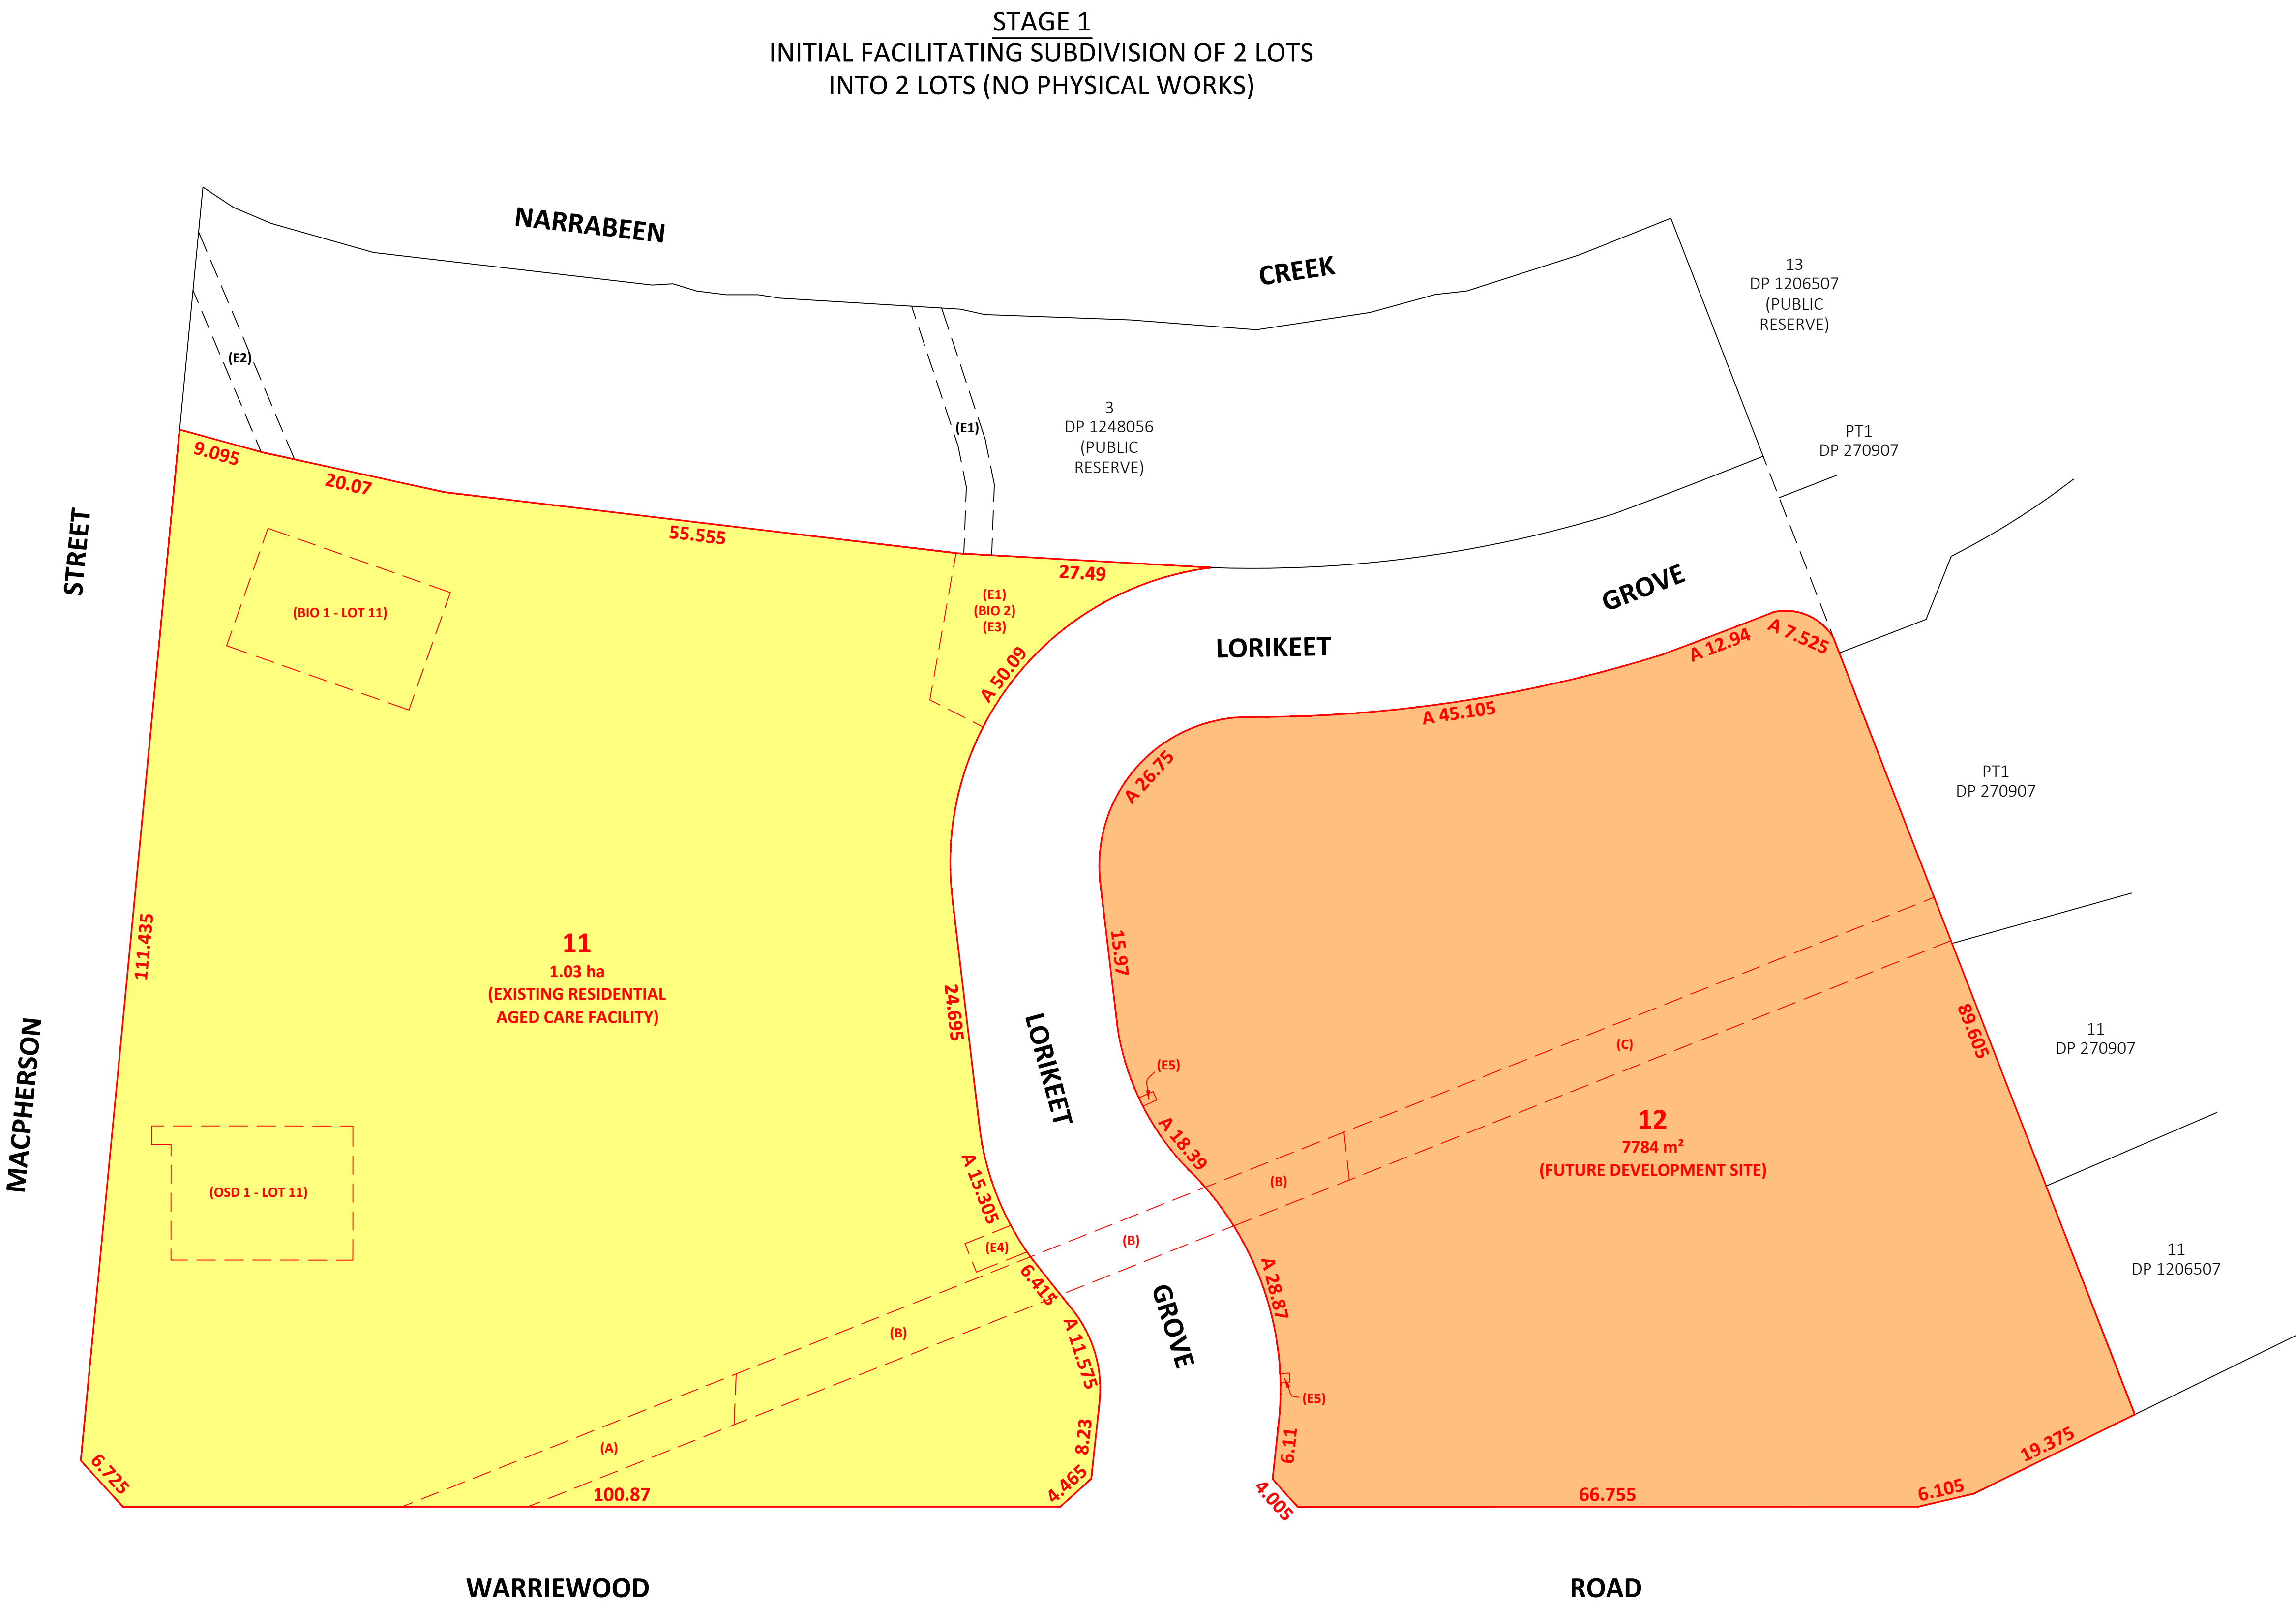 STAGE 1
INITIAL FACILITATING SUBDIVISION OF 2 LOTS
INTO 2 LOTS (NO PHYSICAL WORKS)
NARRABEEN
CREEK
13
DP 1206507
(PUBLIC
RESERVE)
(E2)
(E1)
3
DP 1248056
(PUBLIC
RESERVE)
PT1
DP 270907
9.095
20.07
55.555
27.49
STREET
(BIO 1 - LOT 11)
(E1)
(BIO 2)
(E3)
A 50.09
GROVE
LORIKEET
A 12.94
A 7.525
A 45.105
A 26.75
PT1
DP 270907
111.435
11
1.03 ha
(EXISTING RESIDENTIAL
AGED CARE FACILITY)
24.695
15.97
LORIKEET
MACPHERSON
(E5)
A 18.39
(C)
89.605
11
DP 270907
12
7784 m²
(FUTURE DEVELOPMENT SITE)
(OSD 1 - LOT 11)
A 15.305
(E4)
6.415
(B)
(B)
(B)
A 28.87
11
DP 1206507
GROVE
A 11.575
(E5)
8.23
6.11
(A)
6.725
100.87
4.465
4.005
66.755
6.105
19.375
WARRIEWOOD
ROAD